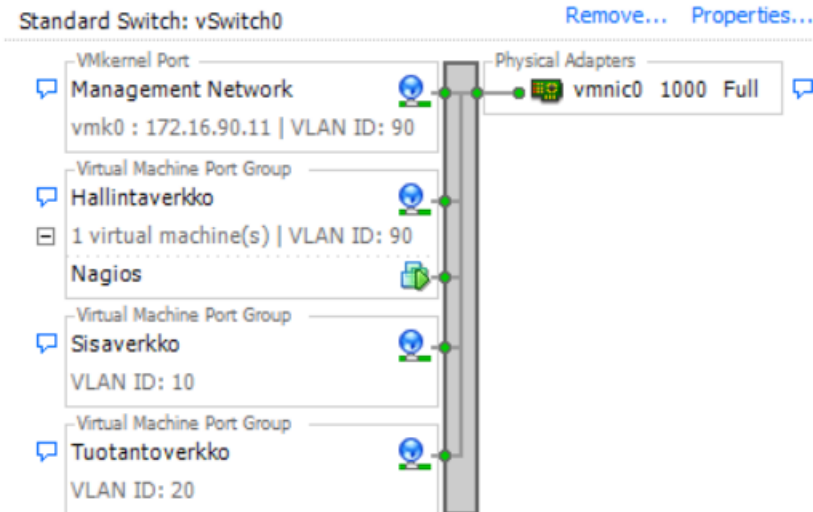 Standard Switch: vSwitch0
Remove... Properties...
VMkernel Port
Management Network
vmk0 : 172.16.90.11 | VLAN ID: 90
Physical Adapters
vmnic0 1000 Full
Virtual Machine Port Group
Hallintaverkko
1 virtual machine(s) | VLAN ID: 90
Nagios
Virtual Machine Port Group
Sisaverkko
VLAN ID: 10
Virtual Machine Port Group
Tuotantoverkko
VLAN ID: 20